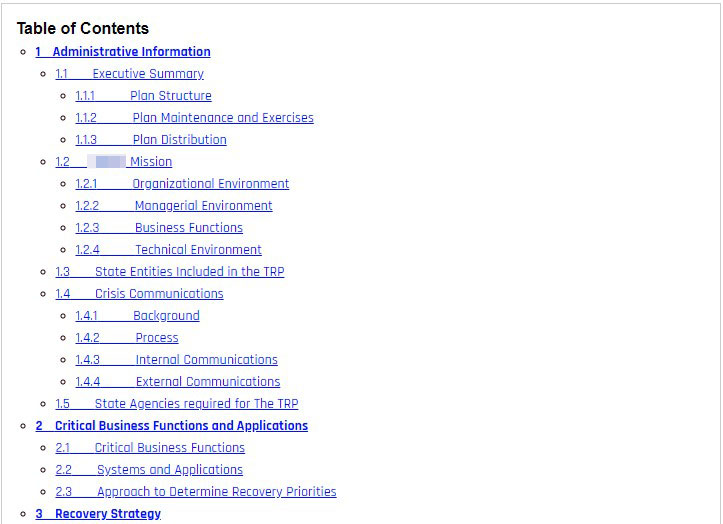 Table of Contents
1 Administrative Information
1.1 Executive Summary
1.1.1 Plan Structure
1.1.2 Plan Maintenance and Exercises
1.1.3 Plan Distribution
1.2 Mission
1.2.1 Organizational Environment
1.2.2 Managerial Environment
1.2.3 Business Functions
1.2.4 Technical Environment
1.3 State Entities Included in the TRP
1.4 Crisis Communications
1.4.1 Background
1.4.2 Process
1.4.3 Internal Communications
1.4.4 External Communications
1.5 State Agencies required for The TRP
2 Critical Business Functions and Applications
2.1 Critical Business Functions
2.2 Systems and Applications
2.3 Approach to Determine Recovery Priorities
3 Recovery Strategy